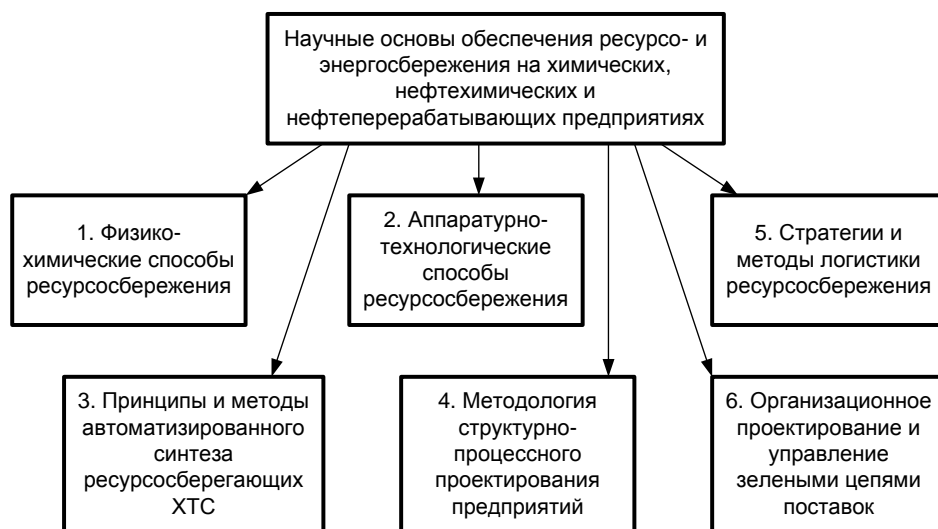 Научные основы обеспечения ресурсо- и
энергосбережения на химических,
нефтехимических и
нефтеперерабатывающих предприятиях
1. Физико-
химические способы
ресурсосбережения
2. Аппаратурно-
технологические
способы
ресурсосбережения
5. Стратегии и
методы логистики
ресурсосбережения
3. Принципы и методы
автоматизированного
синтеза
ресурсосберегающих
ХТС
4. Методология
структурно-
процессного
проектирования
предприятий
6. Организационное
проектирование и
управление
зелеными цепями
поставок